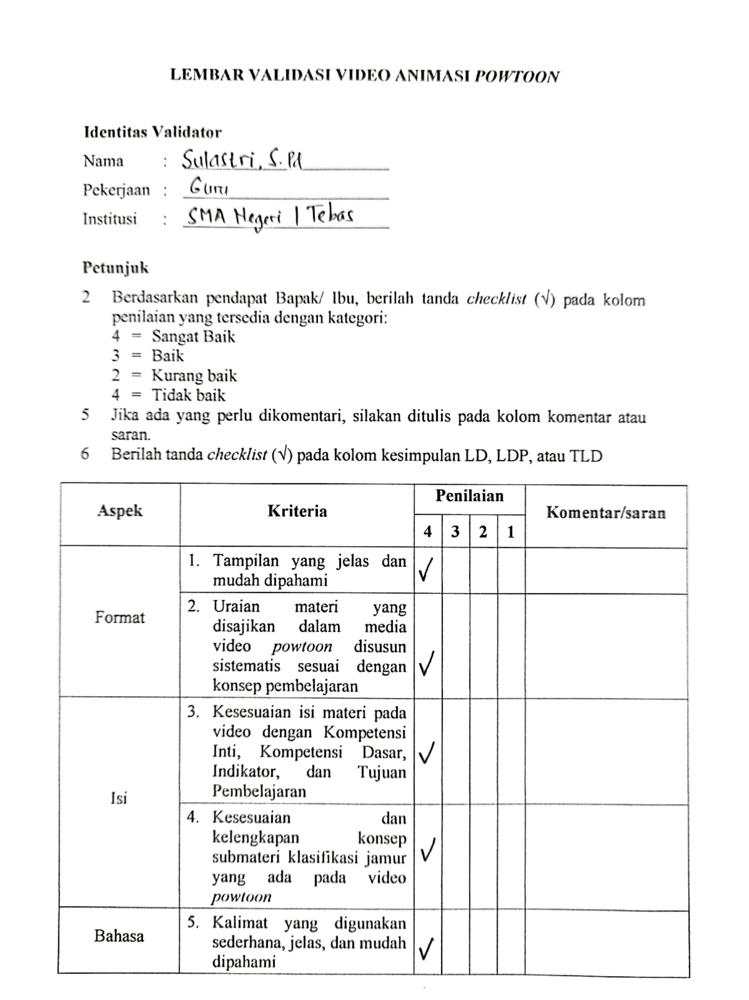 LEMBAR VALIDASI VIDEO ANIMASI POWTOON
Identitas Validator
Nama : Sulastri, S.Pd
Pekerjaan : Guru
Institusi : SMA Negeri 1 Tebas
Petunjuk
2 Berdasarkan pendapat Bapak/ Ibu, berilah tanda checklist (√) pada kolom
penilaian yang tersedia dengan kategori:
4 = Sangat Baik
3 = Baik
2 = Kurang baik
4 = Tidak baik
5 Jika ada yang perlu dikomentari, silakan ditulis pada kolom komentar atau
saran.
6 Berilah tanda checklist (√) pada kolom kesimpulan LD, LDP, atau TLD
Aspek Kriteria Penilaian Komentar/saran
4 3 2 1
Format
1. Tampilan yang jelas dan
mudah dipahami √
2. Uraian materi yang
disajikan dalam media
video powtoon disusun
sistematis sesuai dengan √
konsep pembelajaran
Isi
3. Kesesuaian isi materi pada
video dengan Kompetensi
Inti, Kompetensi Dasar, √
Indikator, dan Tujuan
Pembelajaran
4. Kesesuaian dan
kelengkapan konsep
submateri klasifikasi jamur √
yang ada pada video
powtoon
Bahasa
5. Kalimat yang digunakan
sederhana, jelas, dan mudah √
dipahami